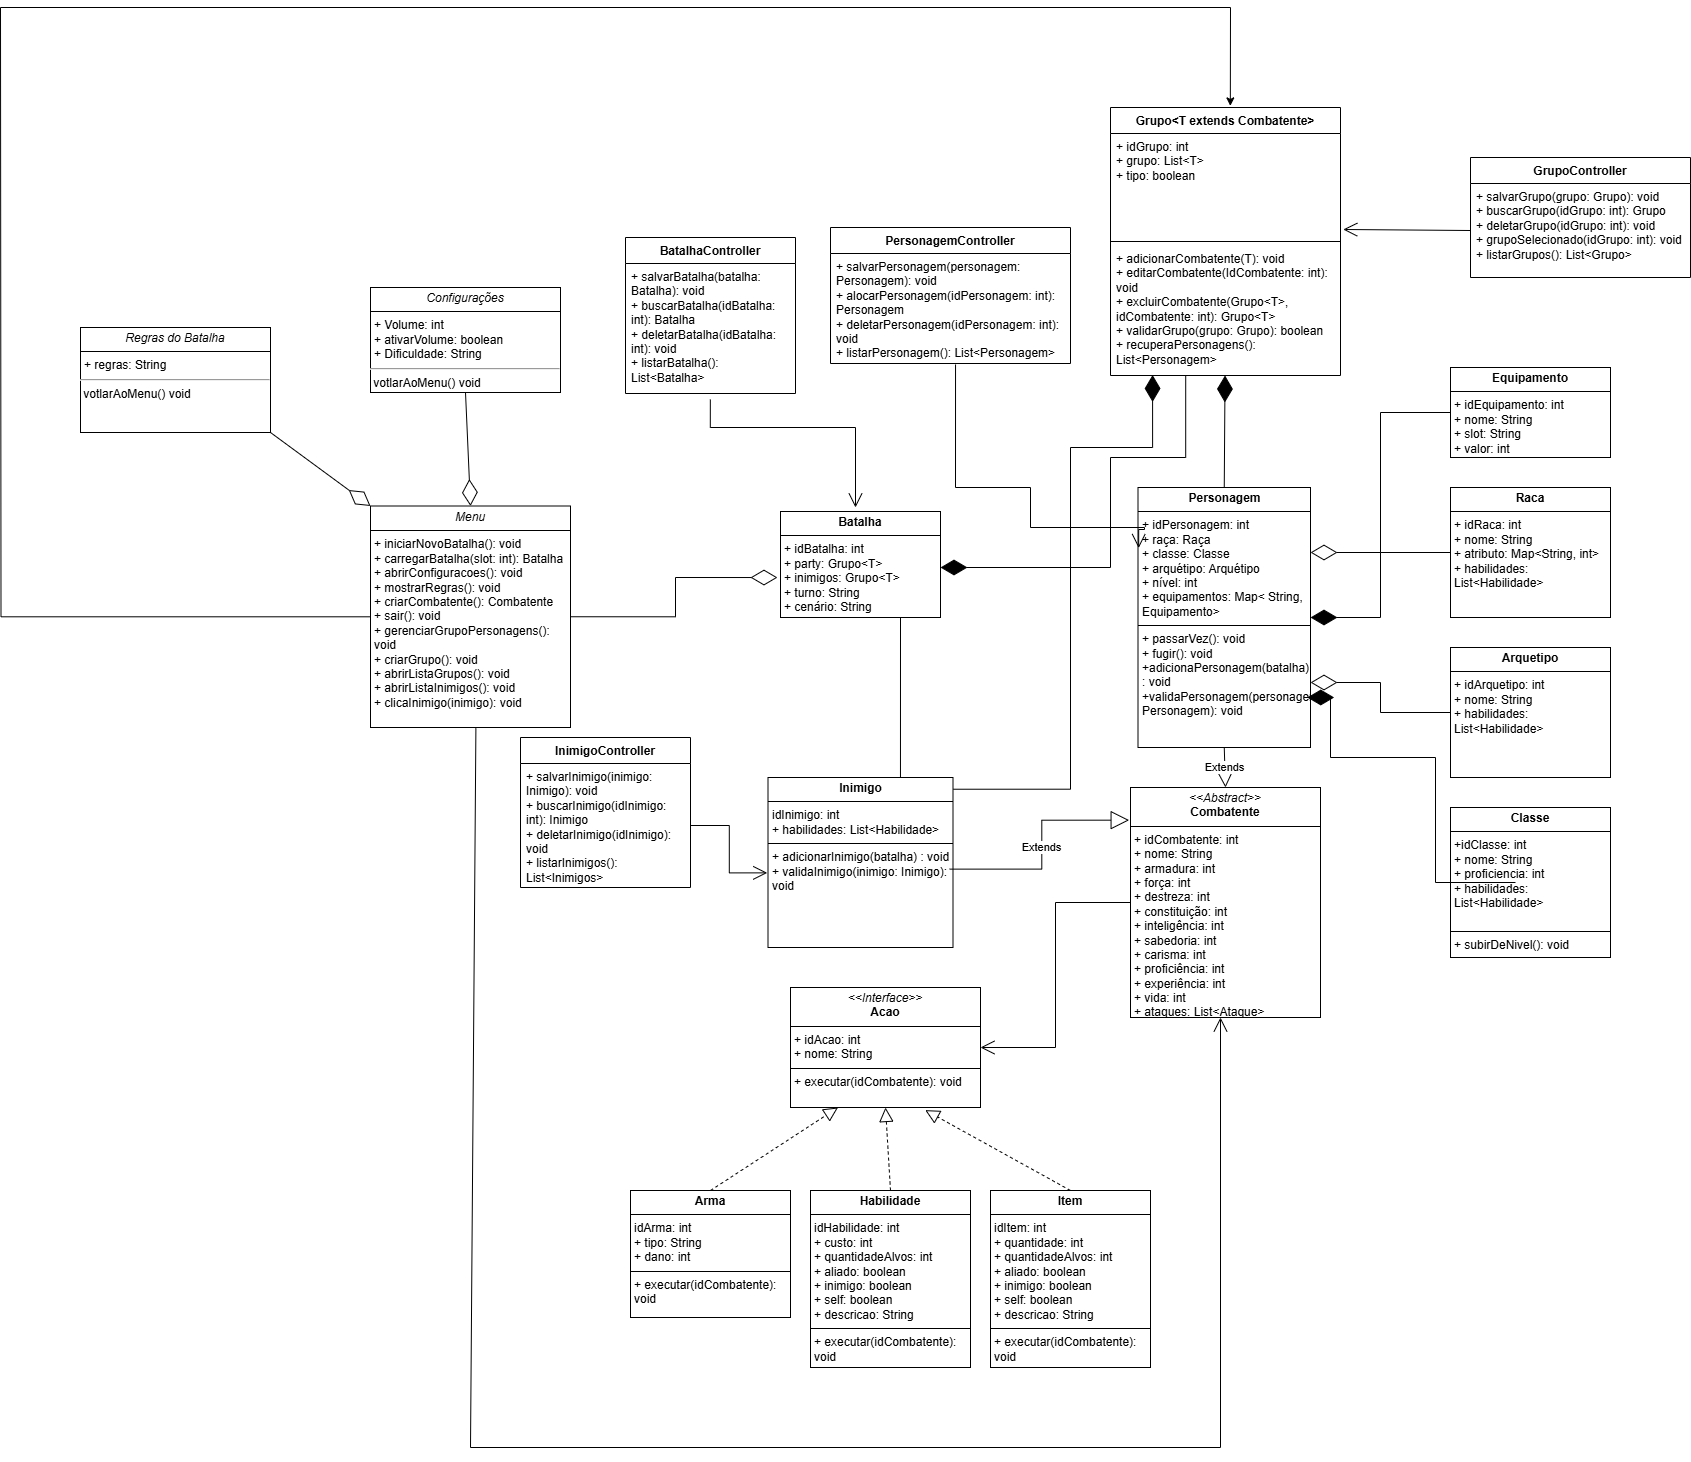 Grupo<T extends Combatente>
+ idGrupo: int
+ grupo: List<T>
+ tipo: boolean
+ adicionarCombatente(T): void
+ editarCombatente(IdCombatente: int):
void
+ excluirCombatente(Grupo<T>,
idCombatente: int): Grupo<T>
+ validarGrupo(grupo: Grupo): boolean
+ recuperaPersonagens():
List<Personagem>
GrupoController
+ salvarGrupo(grupo: Grupo): void
+ buscarGrupo(idGrupo: int): Grupo
+ deletarGrupo(idGrupo: int): void
+ grupoSelecionado(idGrupo: int): void
+ listarGrupos(): List<Grupo>
PersonagemController
+ salvarPersonagem(personagem:
Personagem): void
+ alocarPersonagem(idPersonagem: int):
Personagem
+ deletarPersonagem(idPersonagem: int):
void
+ listarPersonagem(): List<Personagem>
BatalhaController
+ salvarBatalha(batalha:
Batalha): void
+ buscarBatalha(idBatalha:
int): Batalha
+ deletarBatalha(idBatalha:
int): void
+ listarBatalha():
List<Batalha>
Configurações
+ Volume: int
+ ativarVolume: boolean
+ Dificuldade: String
votlarAoMenu() void
Regras do Batalha
+ regras: String
votlarAoMenu() void
Equipamento
+ idEquipamento: int
+ nome: String
+ slot: String
+ valor: int
Menu
+ iniciarNovoBatalha(): void
+ carregarBatalha(slot: int): Batalha
+ abrirConfiguracoes(): void
+ mostrarRegras(): void
+ criarCombatente(): Combatente
+ sair(): void
+ gerenciarGrupoPersonagens():
void
+ criarGrupo(): void
+ abrirListaGrupos(): void
+ abrirListaInimigos(): void
+ clicaInimigo(inimigo): void
Batalha
+ idBatalha: int
+ party: Grupo<T>
+ inimigos: Grupo<T>
+ turno: String
+ cenário: String
Personagem
+ idPersonagem: int
+ raça: Raça
+ classe: Classe
+ arquétipo: Arquétipo
+ nível: int
+ equipamentos: Map< String,
Equipamento>
+ passarVez(): void
+ fugir(): void
+adicionaPersonagem(batalha)
: void
+validaPersonagem(personage
Personagem): void
Raca
+ idRaca: int
+ nome: String
+ atributo: Map<String, int>
+ habilidades:
List<Habilidade>
Arquetipo
+ idArquetipo: int
+ nome: String
+ habilidades:
List<Habilidade>
InimigoController
+ salvarInimigo(inimigo:
Inimigo): void
+ buscarInimigo(idInimigo:
int): Inimigo
+ deletarInimigo(idInimigo):
void
+ listarInimigos():
List<Inimigos>
Inimigo
idInimigo: int
+ habilidades: List<Habilidade>
+ adicionarInimigo(batalha) : void
+ validaInimigo(inimigo: Inimigo):
void
Extends
Extends
<<Abstract>>
Combatente
+ idCombatente: int
+ nome: String
+ armadura: int
+ força: int
+ destreza: int
+ constituição: int
+ inteligência: int
+ sabedoria: int
+ carisma: int
+ proficiência: int
+ experiência: int
+ vida: int
+ ataques: List<Ataque>
Classe
+idClasse: int
+ nome: String
+ proficiencia: int
+ habilidades:
List<Habilidade>
+ subirDeNivel(): void
<<Interface>>
Acao
+ idAcao: int
+ nome: String
+ executar(idCombatente): void
Arma
idArma: int
+ tipo: String
+ dano: int
+ executar(idCombatente):
void
Habilidade
idHabilidade: int
+ custo: int
+ quantidadeAlvos: int
+ aliado: boolean
+ inimigo: boolean
+ self: boolean
+ descricao: String
+ executar(idCombatente):
void
Item
idItem: int
+ quantidade: int
+ quantidadeAlvos: int
+ aliado: boolean
+ inimigo: boolean
+ self: boolean
+ descricao: String
+ executar(idCombatente):
void